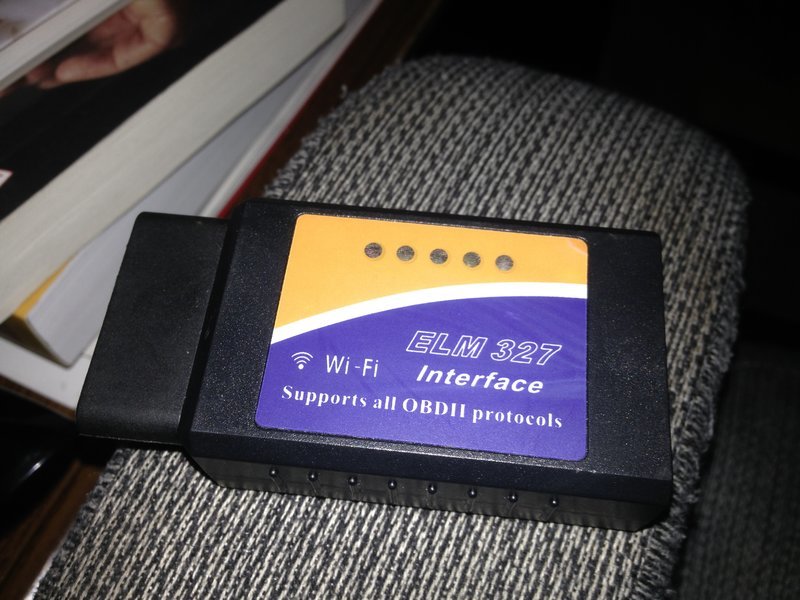 ELM 327
Wi-Fi Interface
Supports all OBDII protocols